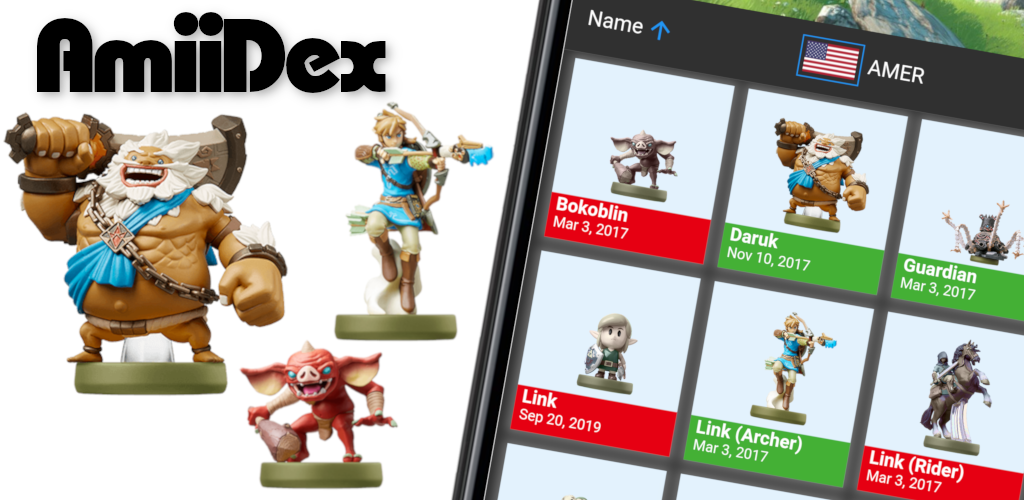 AmiiDex
Name
AMER
Bokoblin
Mar 3, 2017
Daruk
Nov 10, 2017
Guardian
Mar 3, 2017
Link
Sep 20, 2019
Link (Archer)
Mar 3, 2017
Link (Rider)
Mar 3, 2017